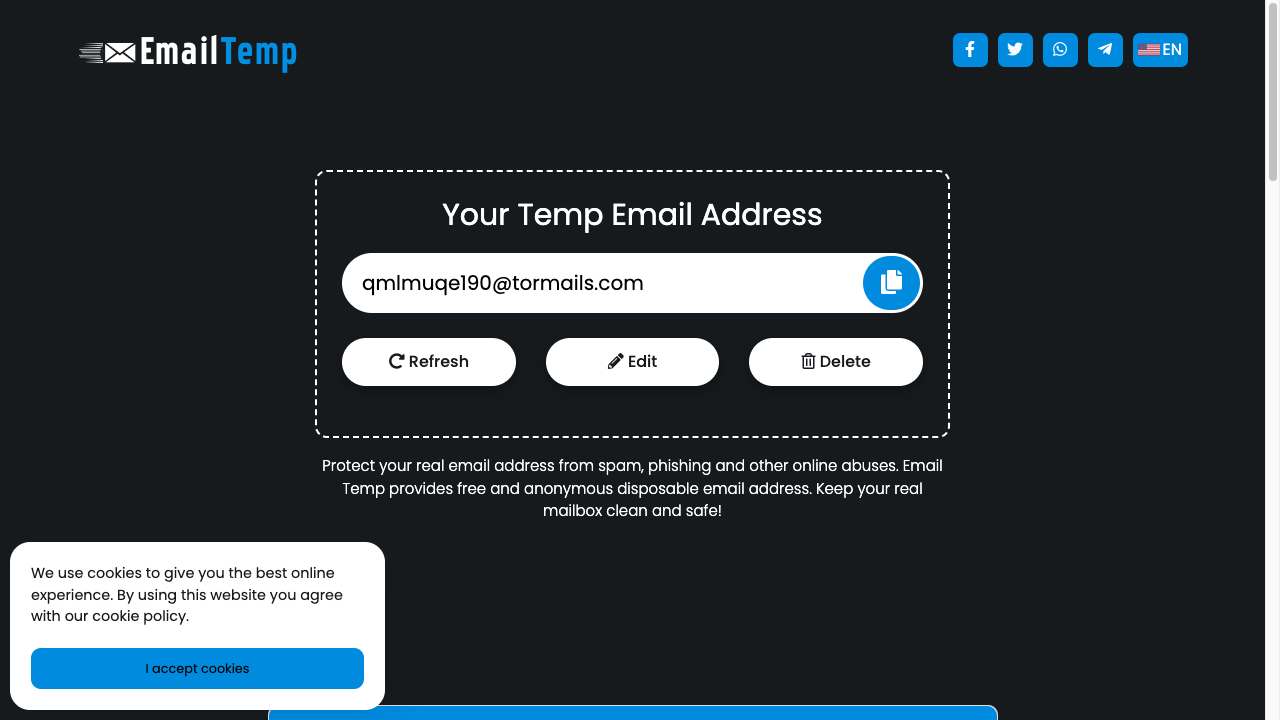 EmailTemp
EN
Your Temp Email Address
qmlmuqe190@tormails.com
Refresh
Edit
Delete
Protect your real email address from spam, phishing and other online abuses. Email
Temp provides free and anonymous disposable email address. Keep your real
mailbox clean and safe!
We use cookies to give you the best online
experience. By using this website you agree
with our cookie policy.
I accept cookies